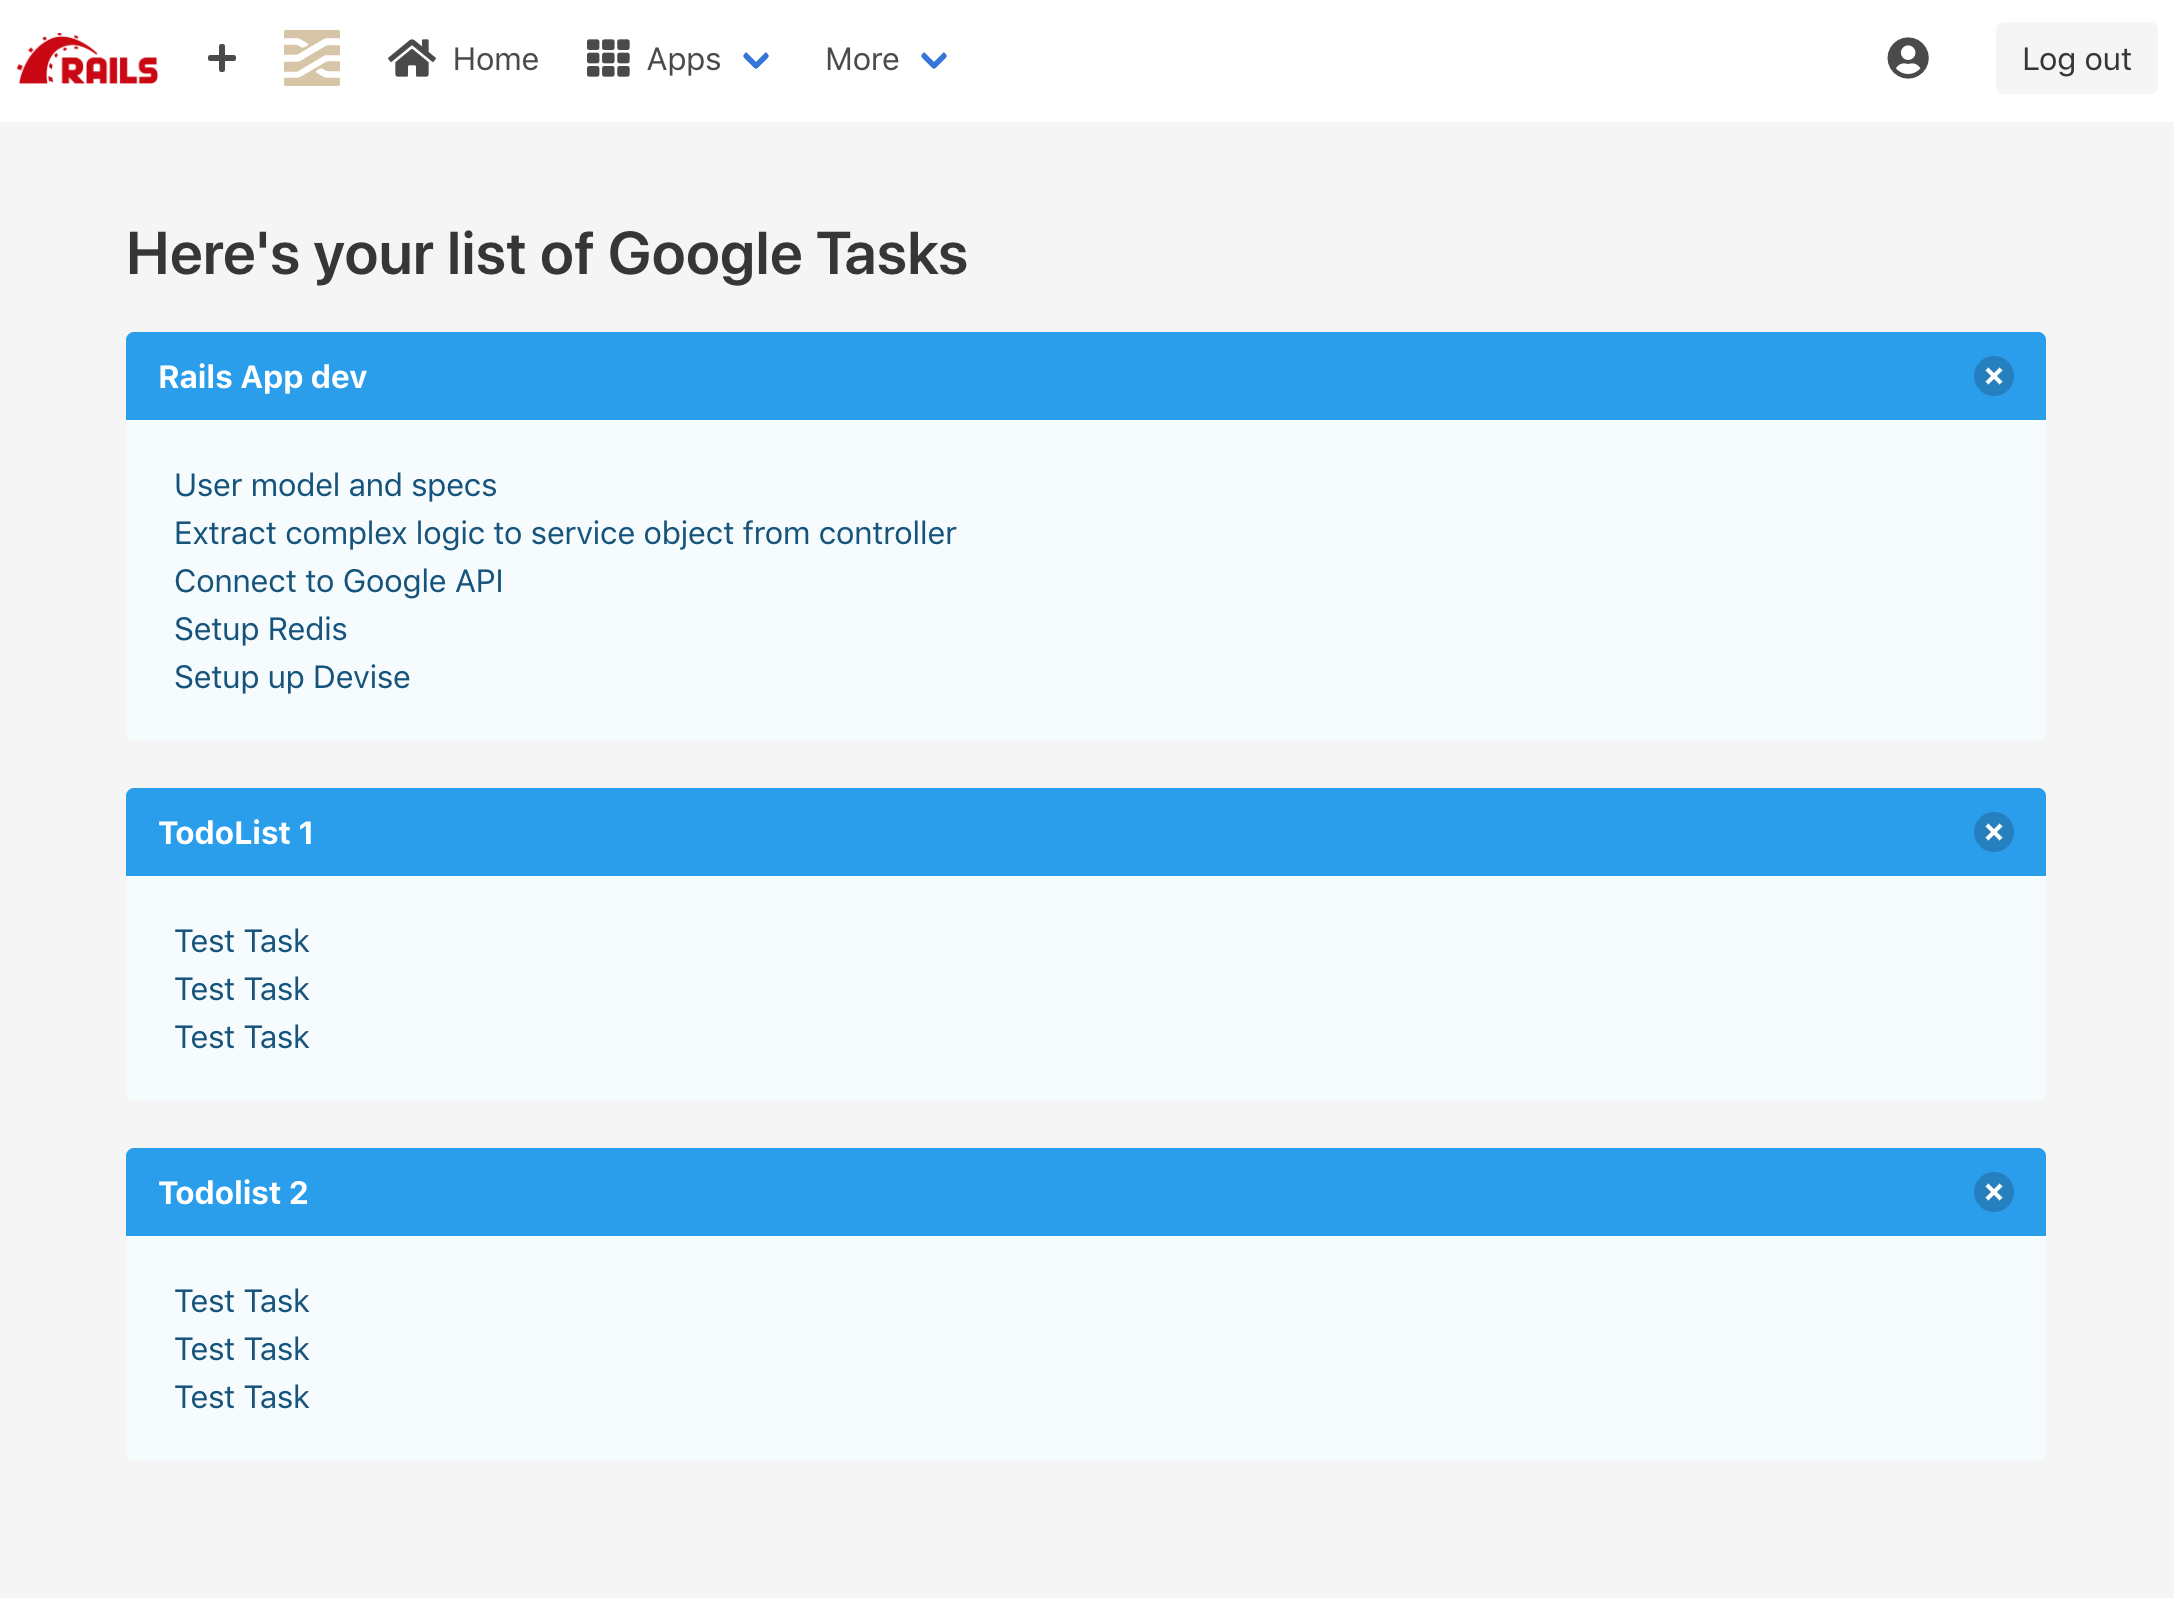 RAILS + Home Apps More Log out
Here's your list of Google Tasks
Rails App dev
User model and specs
Extract complex logic to service object from controller
Connect to Google API
Setup Redis
Setup up Devise
TodoList 1
Test Task
Test Task
Test Task
Todolist 2
Test Task
Test Task
Test Task